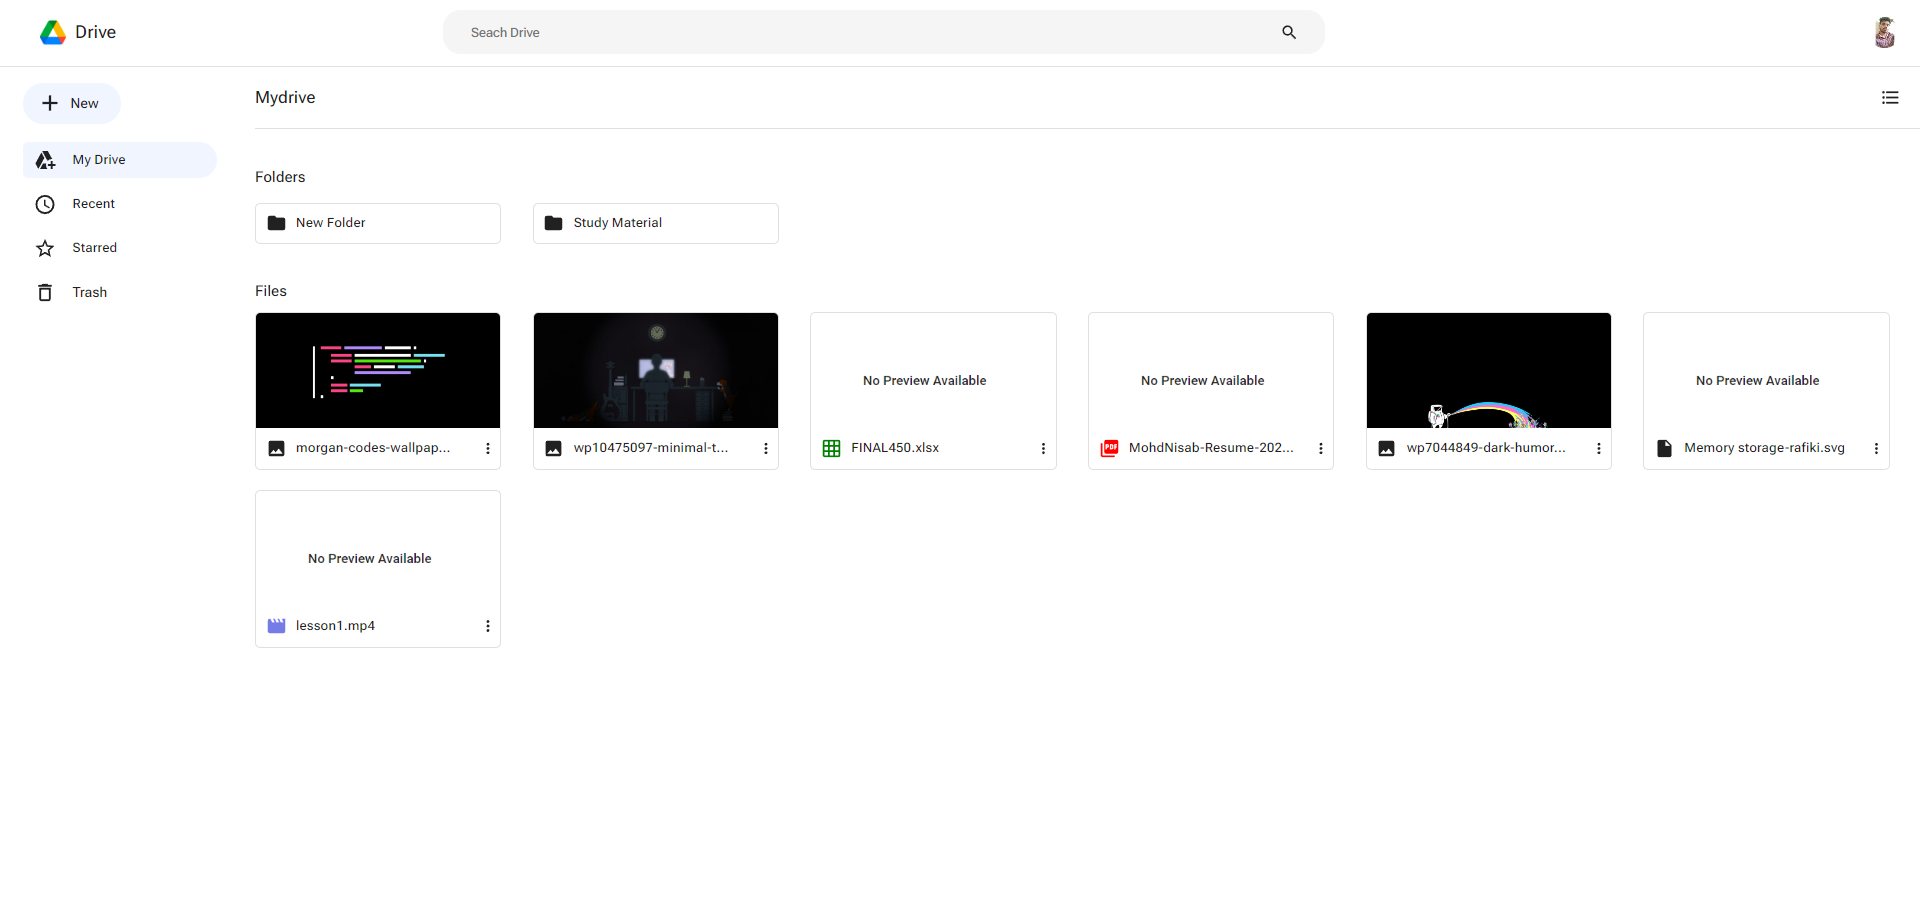 Drive
Seach Drive
New
My Drive
Recent
Starred
Trash
Mydrive
Folders
New Folder
Study Material
Files
morgan-codes-wallpap...
wp10475097-minimal-t...
No Preview Available
FINAL450.xlsx
No Preview Available
PDF
MohdNisab-Resume-202...
wp7044849-dark-humor...
No Preview Available
Memory storage-rafiki.svg
No Preview Available
lesson1.mp4